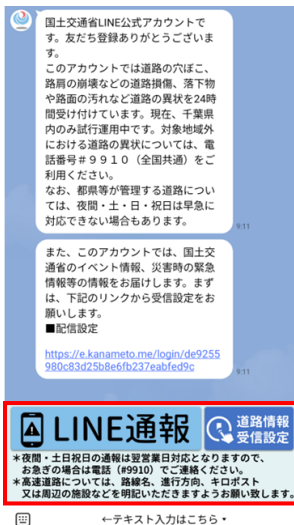 国土交通省LINE公式アカウントで
す。友だち登録ありがとうございま
す。
このアカウントでは道路の穴ぼこ、
路肩の崩壊などの道路損傷、落下物
や路面の汚れなど道路の異状を24時
間受け付けています。現在、千葉県
内のみ試行運用中です。対象地域外
における道路の異状については、電
話番号＃９９１０（全国共通）をご
利用ください。
なお、都県等が管理する道路につい
ては、夜間・土・日・祝日は早急に
対応できない場合もあります。
9:11
また、このアカウントでは、国土交
通省のイベント情報、災害時の緊急
情報等の情報をお届けします。まず
は、下記のリンクから受信設定をお
願いします。
■配信設定
https://e.kanameto.me/login/de9255
980c83d25b8e6fb237eabfed9c
9:11
LINE通報
道路情報
受信設定
＊夜間・土日祝日の通報は翌営業日対応となりますので、
お急ぎの場合は電話（#9910）でご連絡ください。
＊高速道路については、路線名、進行方向、キロポスト
又は周辺の施設などを明記いただきますようお願い致します。
←テキスト入力はこちら▼